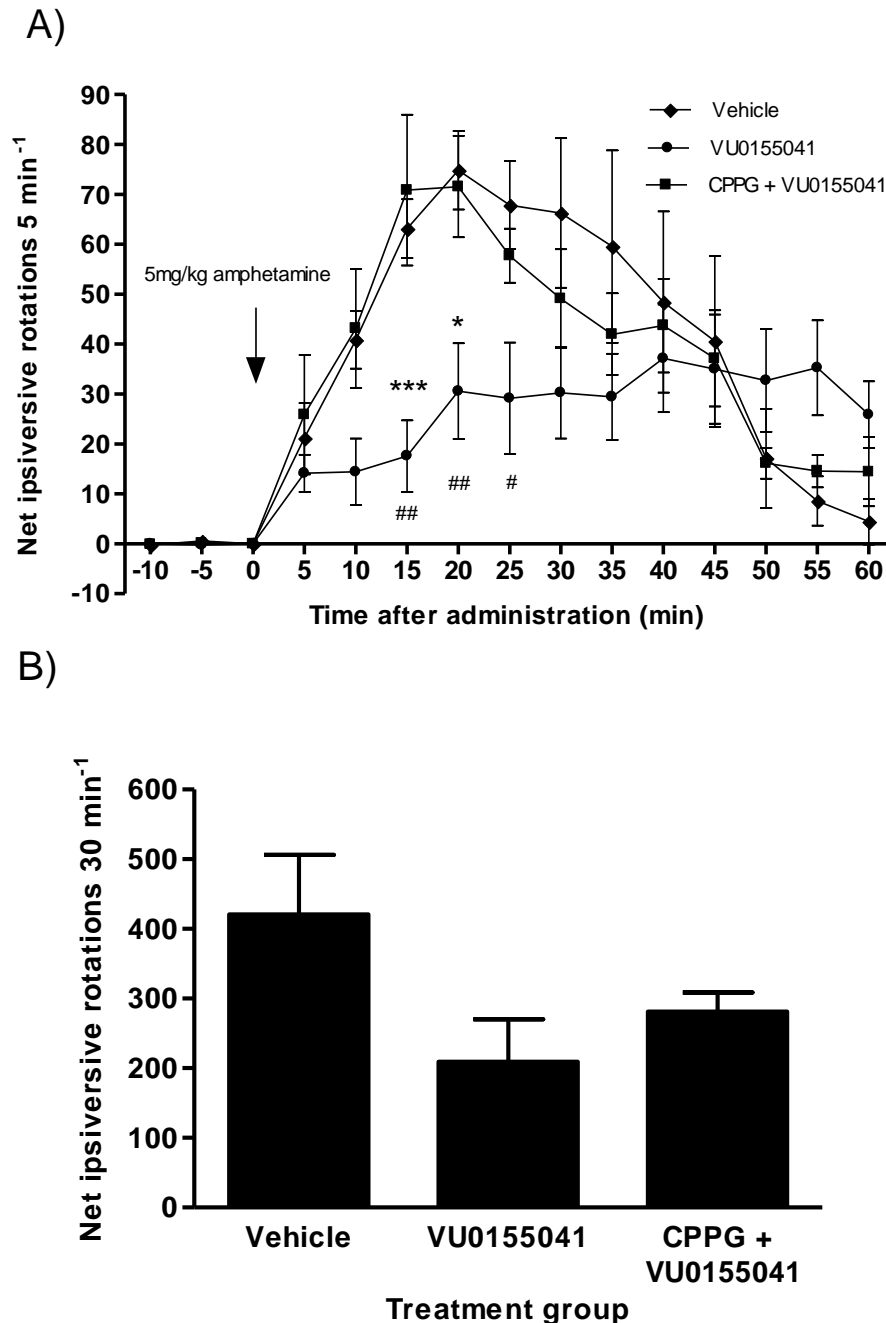 A)
Net ipsiversive rotations 5 min⁻¹
90
80
70
60
50
40
30
20
10
0
-10
Vehicle
VU0155041
CPPG + VU0155041
5mg/kg amphetamine
*
***
##
##
#
-10 -5 0 5 10 15 20 25 30 35 40 45 50 55 60
Time after administration (min)
B)
Net ipsiversive rotations 30 min⁻¹
600
500
400
300
200
100
0
Vehicle
VU0155041
CPPG +
VU0155041
Treatment group